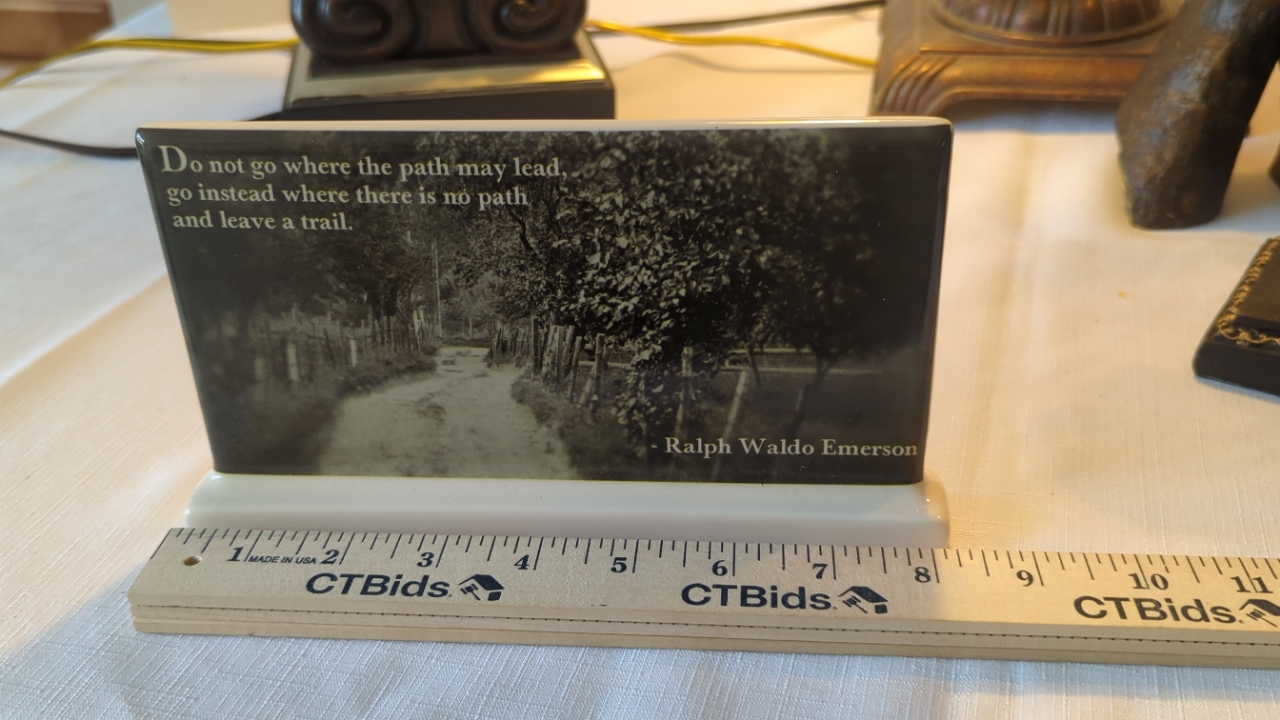 Do not go where the path may lead,
go instead where there is no path
and leave a trail.
- Ralph Waldo Emerson
1 MADE IN USA 2 3 4 5 6 7 8 9 10 11
CTBids. CTBids. CTBids.